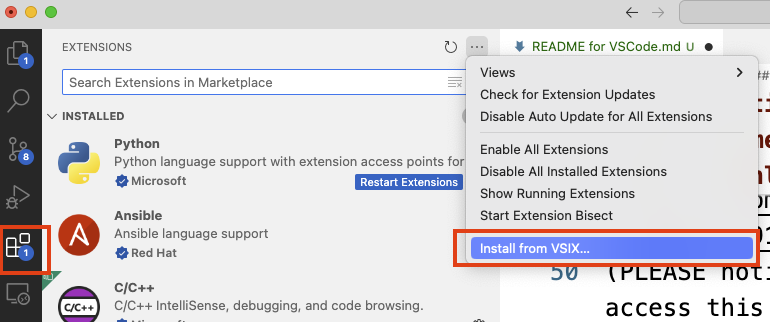 EXTENSIONS
README for VSCode.md U
Search Extensions in Marketplace
INSTALLED
Python
Python language support with extension access points for
Microsoft
Restart Extensions
Ansible
Ansible language support
Red Hat
C/C++
C/C++ IntelliSense, debugging, and code browsing.
C/C++
1
8
1
Views
Check for Extension Updates
Disable Auto Update for All Extensions
Enable All Extensions
Disable All Installed Extensions
Show Running Extensions
Start Extension Bisect
Install from VSIX...
50 (PLEASE noti
access this